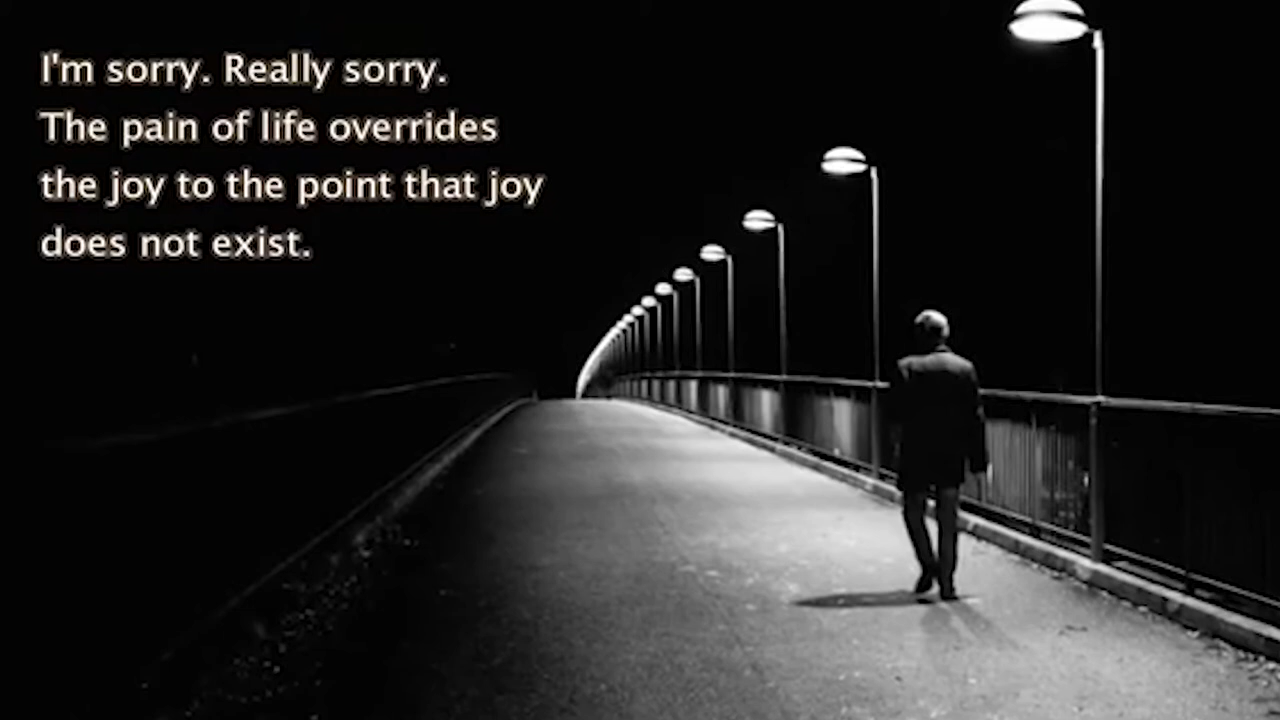 I'm sorry. Really sorry.
The pain of life overrides
the joy to the point that joy
does not exist.